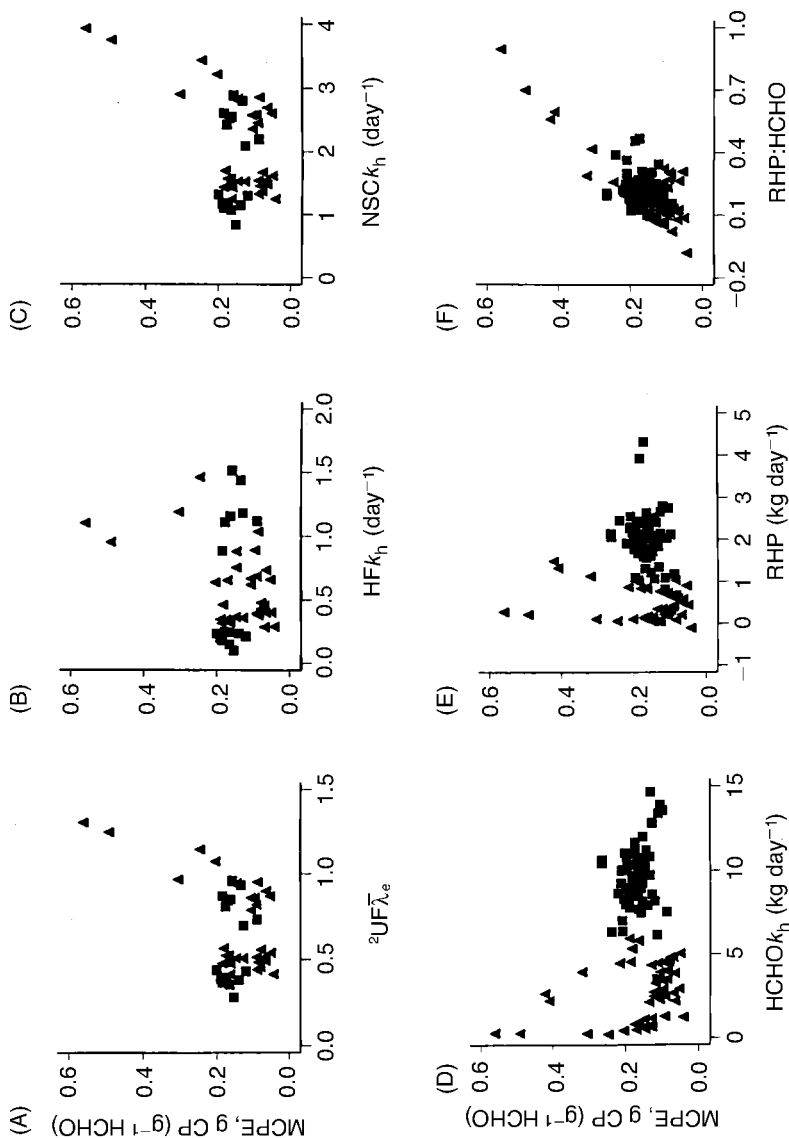 (A)
MCPE, g CP (g⁻¹ HCHO)
0.6
0.4
0.2
0.0
0.0 0.5 1.0 1.5
²UFλ̄ₑ
(B)
0.6
0.4
0.2
0.0
0.0 0.5 1.0 1.5 2.0
HFkₕ (day⁻¹)
(C)
0.6
0.4
0.2
0.0
0 1 2 3 4
NSCkₕ (day⁻¹)
(D)
MCPE, g CP (g⁻¹ HCHO)
0.6
0.4
0.2
0.0
0 5 10 15
HCHOkₕ (kg day⁻¹)
(E)
0.6
0.4
0.2
0.0
−1 0 1 2 3 4 5
RHP (kg day⁻¹)
(F)
0.6
0.4
0.2
0.0
−0.2 0.1 0.4 0.7 1.0
RHP:HCHO